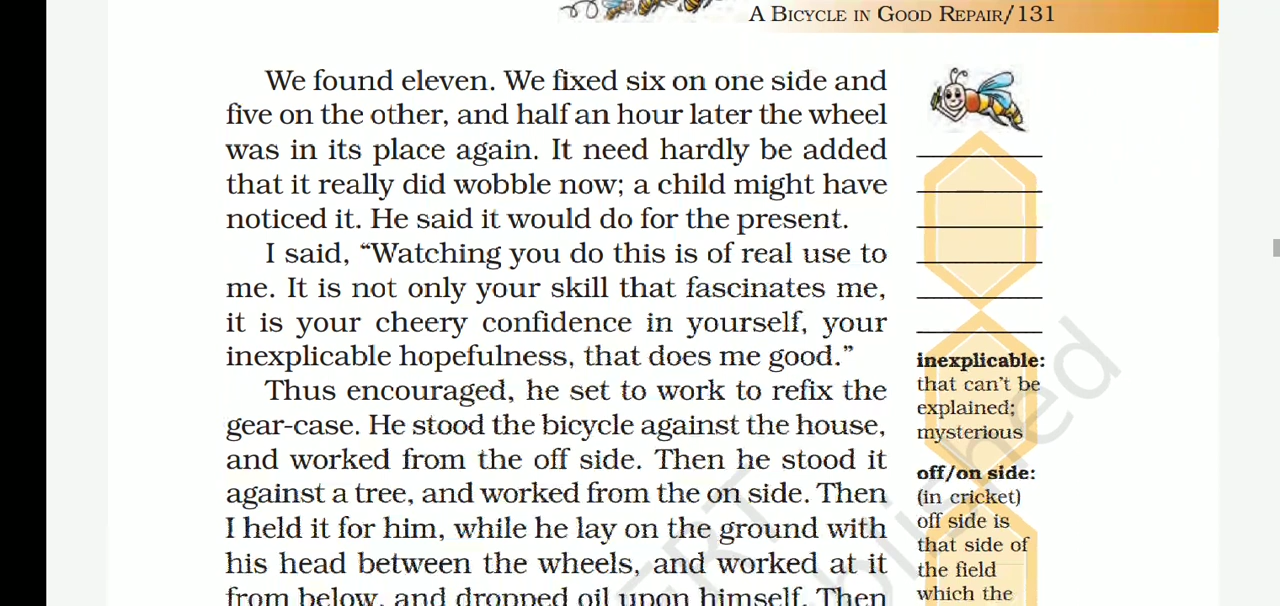 A Bicycle in Good Repair/131
We found eleven. We fixed six on one side and
five on the other, and half an hour later the wheel
was in its place again. It need hardly be added
that it really did wobble now; a child might have
noticed it. He said it would do for the present.
I said, “Watching you do this is of real use to
me. It is not only your skill that fascinates me,
it is your cheery confidence in yourself, your
inexplicable hopefulness, that does me good.”
Thus encouraged, he set to work to refix the
gear-case. He stood the bicycle against the house,
and worked from the off side. Then he stood it
against a tree, and worked from the on side. Then
I held it for him, while he lay on the ground with
his head between the wheels, and worked at it
from below, and dropped oil upon himself. Then
inexplicable:
that can’t be
explained;
mysterious
off/on side:
(in cricket)
off side is
that side of
the field
which the